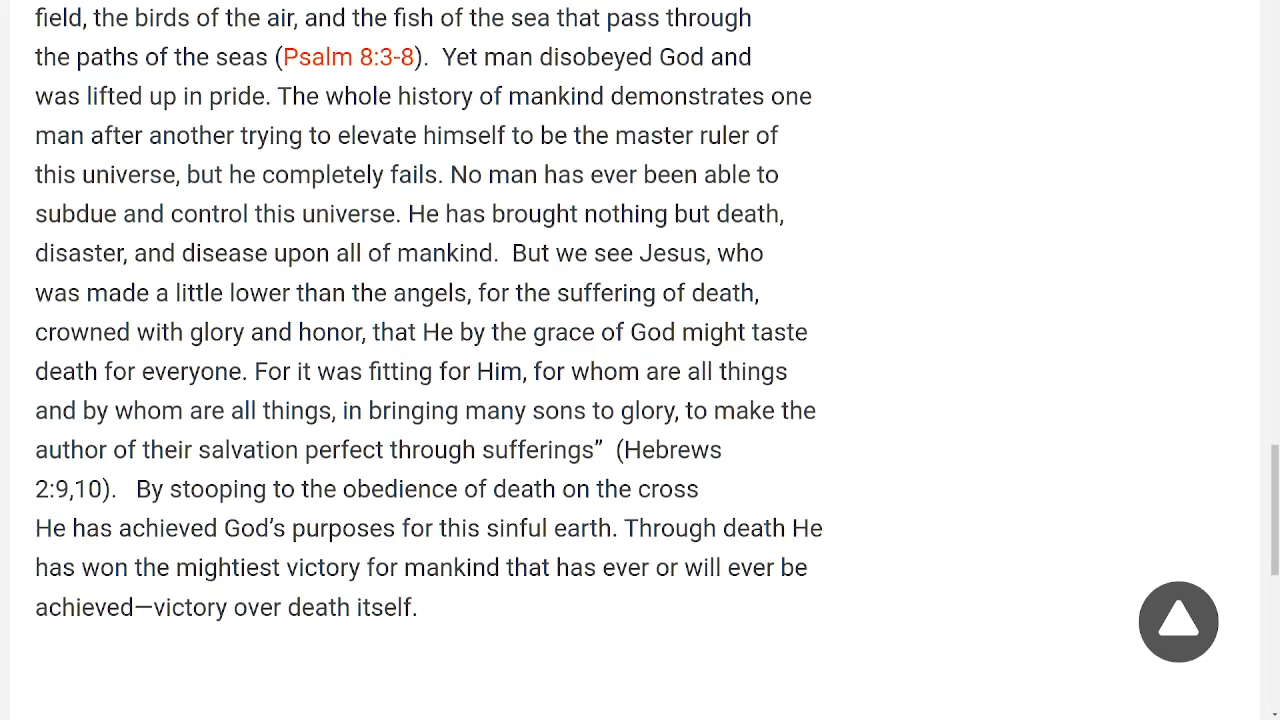 field, the birds of the air, and the fish of the sea that pass through
the paths of the seas (Psalm 8:3-8).  Yet man disobeyed God and
was lifted up in pride. The whole history of mankind demonstrates one
man after another trying to elevate himself to be the master ruler of
this universe, but he completely fails. No man has ever been able to
subdue and control this universe. He has brought nothing but death,
disaster, and disease upon all of mankind.  But we see Jesus, who
was made a little lower than the angels, for the suffering of death,
crowned with glory and honor, that He by the grace of God might taste
death for everyone. For it was fitting for Him, for whom are all things
and by whom are all things, in bringing many sons to glory, to make the
author of their salvation perfect through sufferings”  (Hebrews
2:9,10).   By stooping to the obedience of death on the cross
He has achieved God’s purposes for this sinful earth. Through death He
has won the mightiest victory for mankind that has ever or will ever be
achieved—victory over death itself.